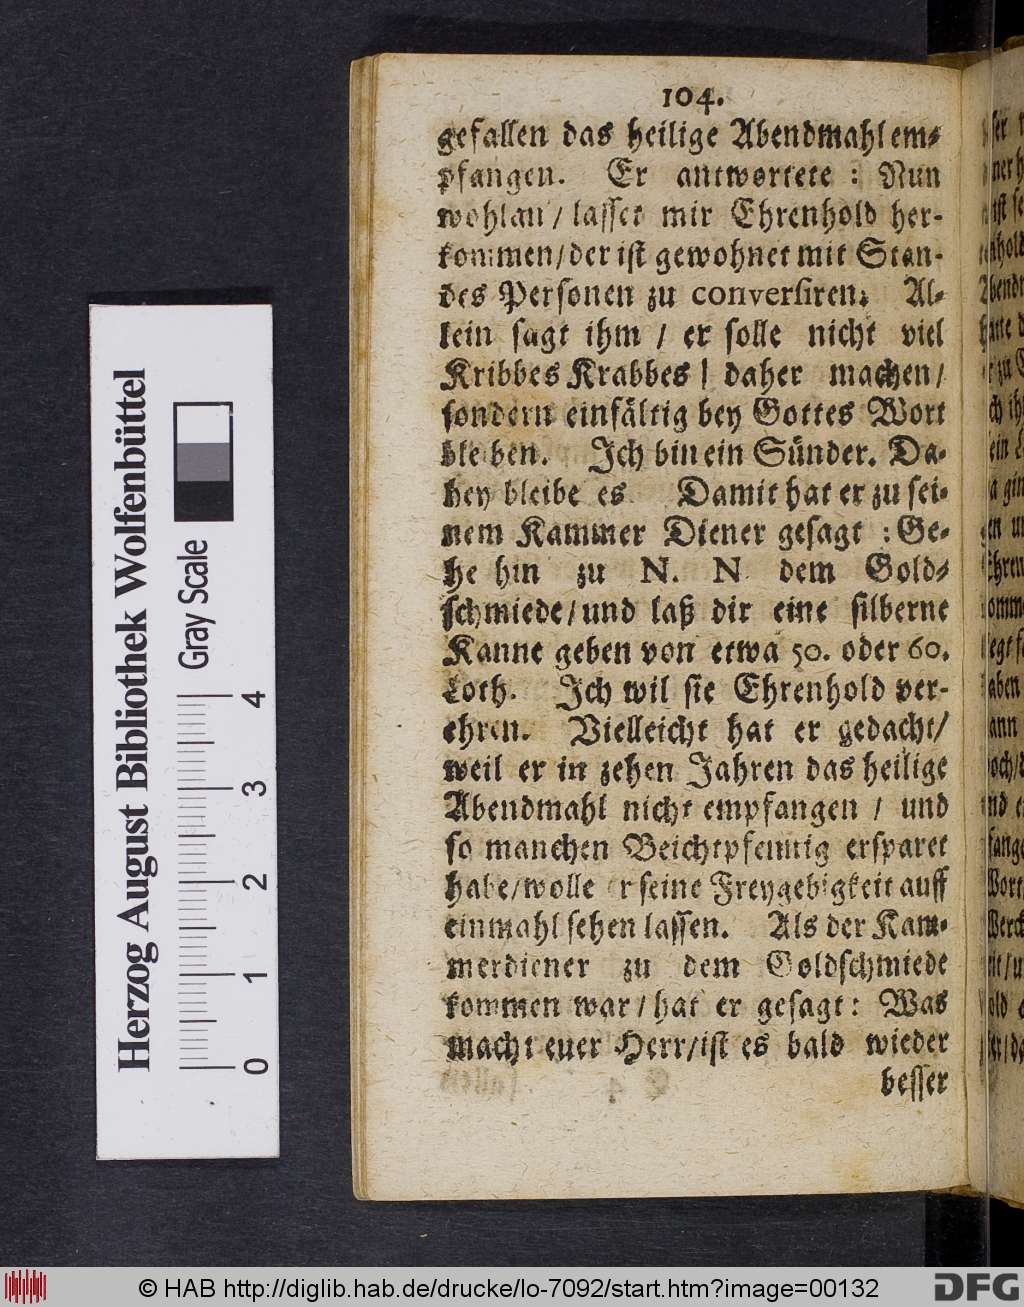 104.
gefallen das heilige Abendmahl em-
pfangen. Er antwortete : Nun
wohlan / lasset mir Ehrenhold her-
kommen / der ist gewohnet mit Stan-
des Personen zu conversiren; Al-
lein sagt ihm / er solle nicht viel
Kribbes Krabbes / daher machen /
sondern einfältig bey Gottes Wort
bleiben. Ich bin ein Sünder. Da-
bey bleibe es. Damit hat er zu sei-
nem Kammer Diener gesagt : Ge-
he hin zu N. N. dem Gold-
schmiede / und laß dir eine silberne
Kanne geben von etwa 50. oder 60.
Loth. Ich wil sie Ehrenhold ver-
ehren. Vielleicht hat er gedacht /
weil er in zehen Jahren das heilige
Abendmahl nicht empfangen / und
so manchen Beichtpfennig ersparet
habe / wolle er seine Freygebigkeit auff
einmahl sehen lassen. Als der Kam-
merdiener zu dem Goldschmiede
kommen war / hat er gesagt : Was
macht euer Herr / ist es bald wieder
besser
Herzog August Bibliothek Wolfenbüttel
Gray Scale
0 1 2 3 4
© HAB http://diglib.hab.de/drucke/lo-7092/start.htm?image=00132
DFG